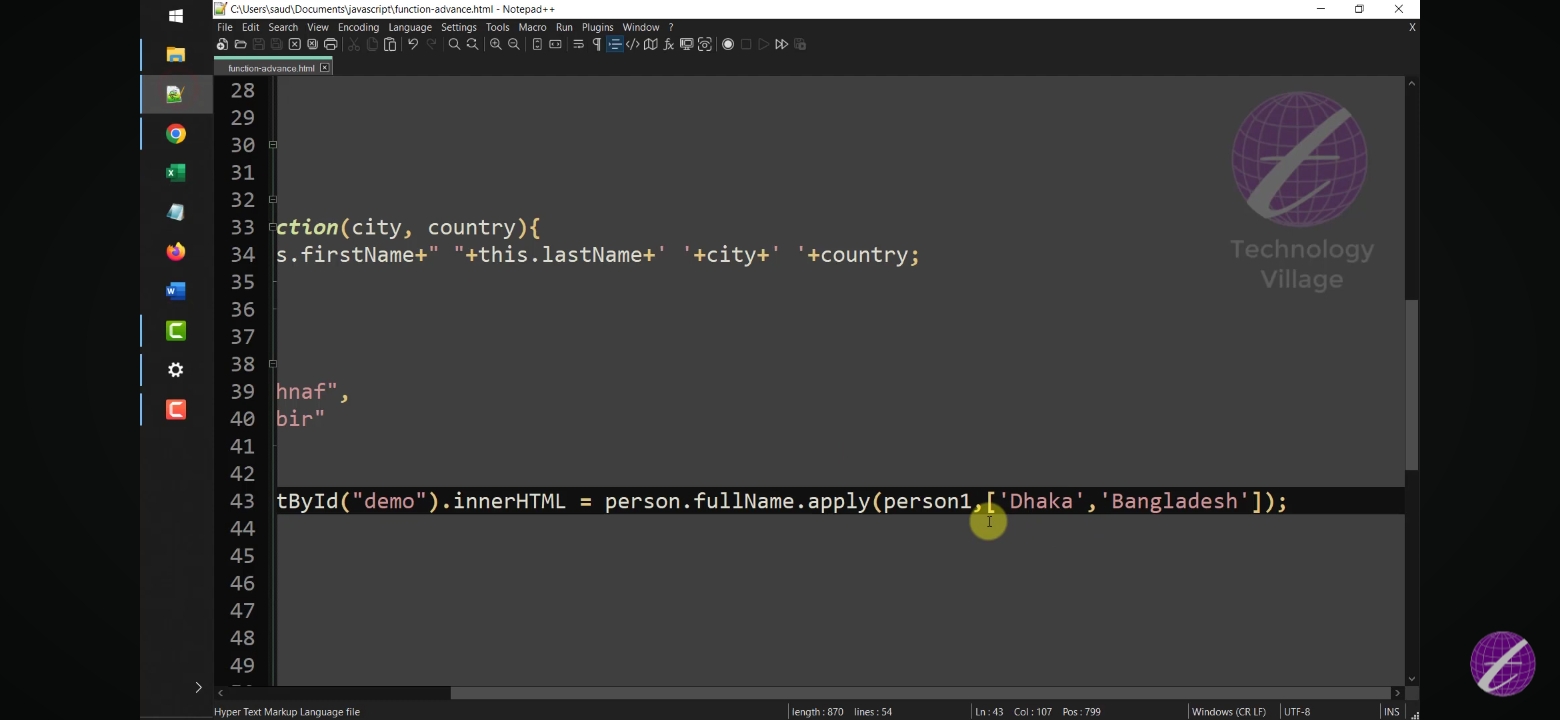 C:\Users\saud\Documents\javascript\function-advance.html - Notepad++
File Edit Search View Encoding Language Settings Tools Macro Run Plugins Window ?
X
function-advance.html
28
29
30
31
32
33 ction(city, country){
34 s.firstName+" "+this.lastName+' '+city+' '+country;
35
36
37
38
39 hnaf",
40 bir"
41
42
43 tById("demo").innerHTML = person.fullName.apply(person1,['Dhaka','Bangladesh']);
44
45
46
47
48
49
Technology
Village
Hyper Text Markup Language file length : 870 lines : 54 Ln : 43 Col : 107 Pos : 799 Windows (CR LF) UTF-8 INS